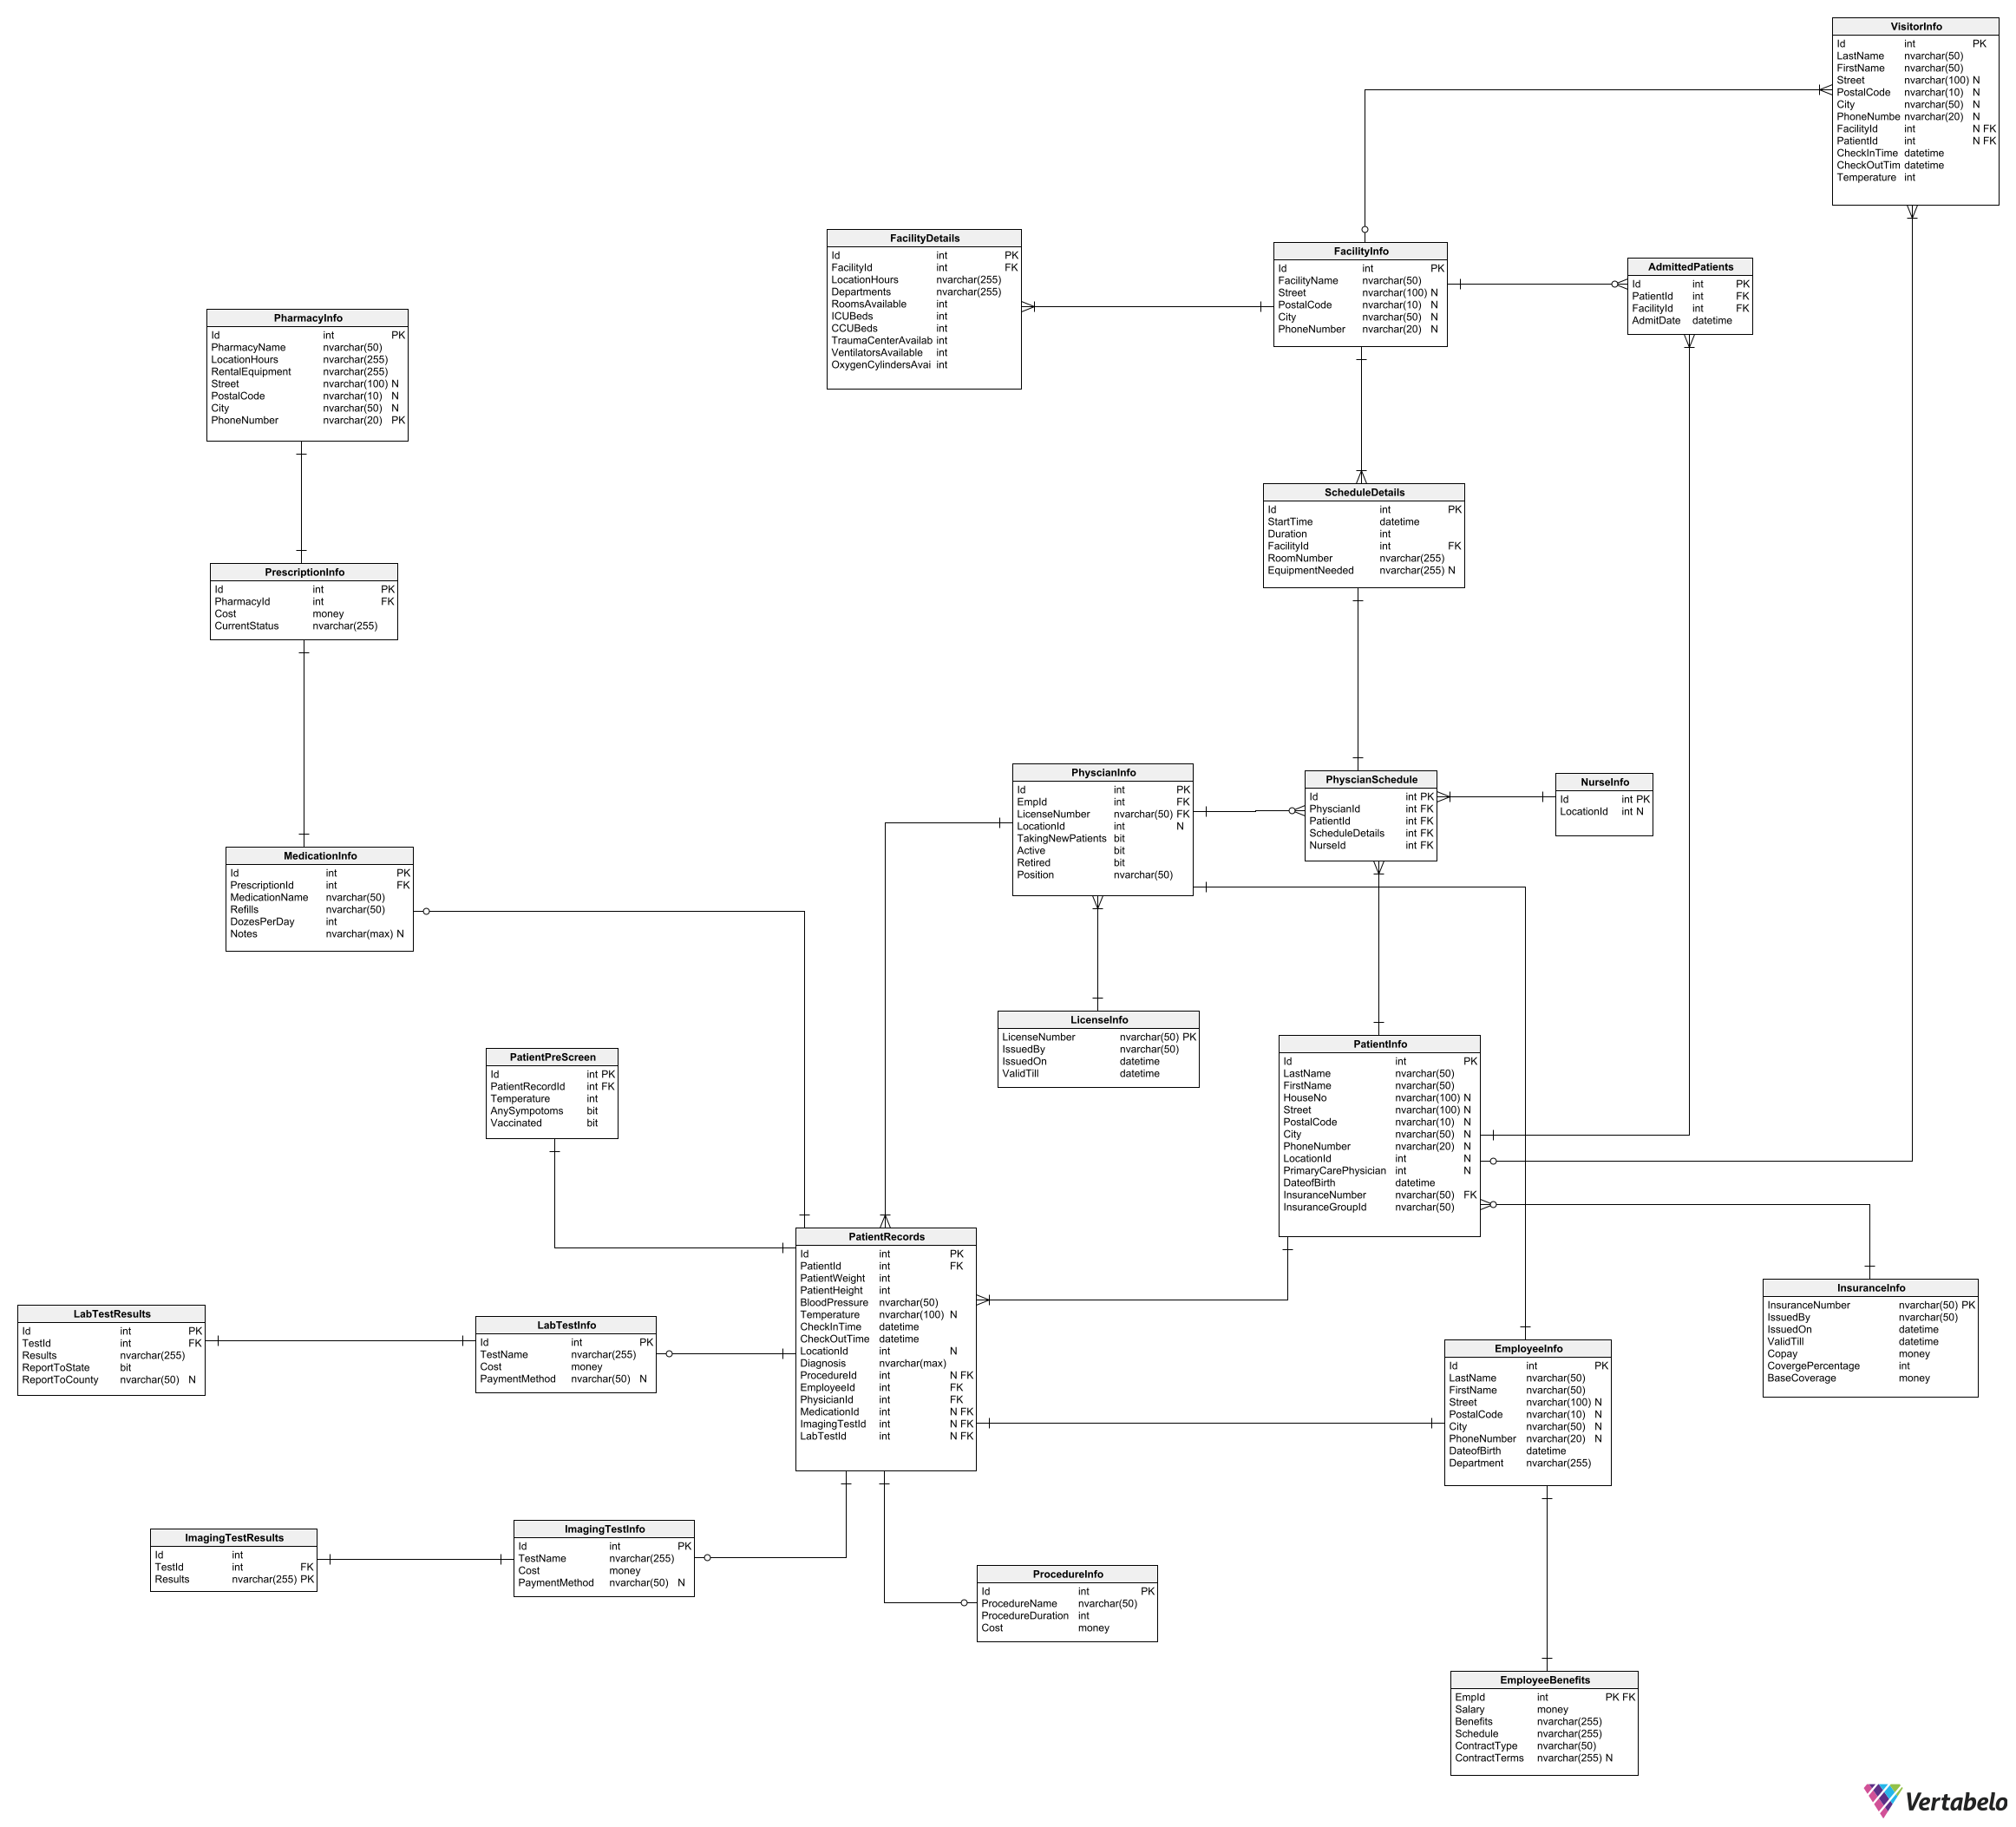 VisitorInfo
Id int PK
LastName nvarchar(50)
FirstName nvarchar(50)
Street nvarchar(100) N
PostalCode nvarchar(10) N
City nvarchar(50) N
PhoneNumbe nvarchar(20) N
FacilityId int N FK
PatientId int N FK
CheckInTime datetime
CheckOutTim datetime
Temperature int
FacilityDetails
Id int PK
FacilityId int FK
LocationHours nvarchar(255)
Departments nvarchar(255)
RoomsAvailable int
ICUBeds int
CCUBeds int
TraumaCenterAvailab int
VentilatorsAvailable int
OxygenCylindersAvai int
FacilityInfo
Id int PK
FacilityName nvarchar(50)
Street nvarchar(100) N
PostalCode nvarchar(10) N
City nvarchar(50) N
PhoneNumber nvarchar(20) N
AdmittedPatients
Id int PK
PatientId int FK
FacilityId int FK
AdmitDate datetime
PharmacyInfo
Id int PK
PharmacyName nvarchar(50)
LocationHours nvarchar(255)
RentalEquipment nvarchar(255)
Street nvarchar(100) N
PostalCode nvarchar(10) N
City nvarchar(50) N
PhoneNumber nvarchar(20) PK
ScheduleDetails
Id int PK
StartTime datetime
Duration int
FacilityId int FK
RoomNumber nvarchar(255)
EquipmentNeeded nvarchar(255) N
PrescriptionInfo
Id int PK
PharmacyId int FK
Cost money
CurrentStatus nvarchar(255)
PhyscianInfo
Id int PK
EmpId int FK
LicenseNumber nvarchar(50) FK
LocationId int N
TakingNewPatients bit
Active bit
Retired bit
Position nvarchar(50)
PhyscianSchedule
Id int PK
PhyscianId int FK
PatientId int FK
ScheduleDetails int FK
NurseId int FK
NurseInfo
Id int PK
LocationId int N
MedicationInfo
Id int PK
PrescriptionId int FK
MedicationName nvarchar(50)
Refills nvarchar(50)
DozesPerDay int
Notes nvarchar(max) N
LicenseInfo
LicenseNumber nvarchar(50) PK
IssuedBy nvarchar(50)
IssuedOn datetime
ValidTill datetime
PatientInfo
Id int PK
LastName nvarchar(50)
FirstName nvarchar(50)
HouseNo nvarchar(100) N
Street nvarchar(100) N
PostalCode nvarchar(10) N
City nvarchar(50) N
PhoneNumber nvarchar(20) N
LocationId int N
PrimaryCarePhysician int N
DateofBirth datetime
InsuranceNumber nvarchar(50) FK
InsuranceGroupId nvarchar(50)
PatientPreScreen
Id int PK
PatientRecordId int FK
Temperature int
AnySympotoms bit
Vaccinated bit
PatientRecords
Id int PK
PatientId int FK
PatientWeight int
PatientHeight int
BloodPressure nvarchar(50)
Temperature nvarchar(100) N
CheckInTime datetime
CheckOutTime datetime
LocationId int N
Diagnosis nvarchar(max)
ProcedureId int N FK
EmployeeId int FK
PhysicianId int FK
MedicationId int N FK
ImagingTestId int N FK
LabTestId int N FK
InsuranceInfo
InsuranceNumber nvarchar(50) PK
IssuedBy nvarchar(50)
IssuedOn datetime
ValidTill datetime
Copay money
CovergePercentage int
BaseCoverage money
LabTestResults
Id int PK
TestId int FK
Results nvarchar(255)
ReportToState bit
ReportToCounty nvarchar(50) N
LabTestInfo
Id int PK
TestName nvarchar(255)
Cost money
PaymentMethod nvarchar(50) N
EmployeeInfo
Id int PK
LastName nvarchar(50)
FirstName nvarchar(50)
Street nvarchar(100) N
PostalCode nvarchar(10) N
City nvarchar(50) N
PhoneNumber nvarchar(20) N
DateofBirth datetime
Department nvarchar(255)
ImagingTestResults
Id int
TestId int FK
Results nvarchar(255) PK
ImagingTestInfo
Id int PK
TestName nvarchar(255)
Cost money
PaymentMethod nvarchar(50) N
ProcedureInfo
Id int PK
ProcedureName nvarchar(50)
ProcedureDuration int
Cost money
EmployeeBenefits
EmpId int PK FK
Salary money
Benefits nvarchar(255)
Schedule nvarchar(255)
ContractType nvarchar(50)
ContractTerms nvarchar(255) N
Vertabelo